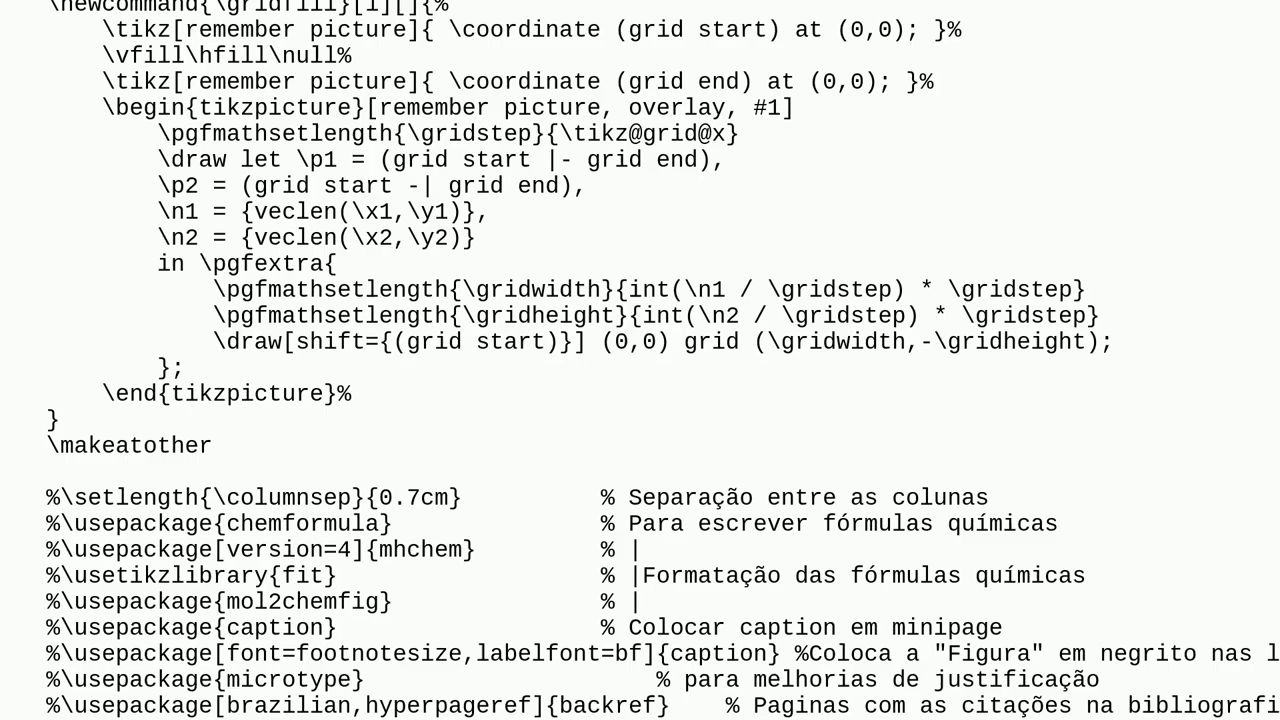 \newcommand{\gridfill}[1][]{%
\tikz[remember picture]{ \coordinate (grid start) at (0,0); }%
\vfill\hfill\null%
\tikz[remember picture]{ \coordinate (grid end) at (0,0); }%
\begin{tikzpicture}[remember picture, overlay, #1]
\pgfmathsetlength{\gridstep}{\tikz@grid@x}
\draw let \p1 = (grid start |- grid end),
\p2 = (grid start -| grid end),
\n1 = {veclen(\x1,\y1)},
\n2 = {veclen(\x2,\y2)}
in \pgfextra{
\pgfmathsetlength{\gridwidth}{int(\n1 / \gridstep) * \gridstep}
\pgfmathsetlength{\gridheight}{int(\n2 / \gridstep) * \gridstep}
\draw[shift={(grid start)}] (0,0) grid (\gridwidth,-\gridheight);
};
\end{tikzpicture}%
}
\makeatother
%\setlength{\columnsep}{0.7cm} % Separação entre as colunas
%\usepackage{chemformula} % Para escrever fórmulas químicas
%\usepackage[version=4]{mhchem} % |
%\usetikzlibrary{fit} % |Formatação das fórmulas químicas
%\usepackage{mol2chemfig} % |
%\usepackage{caption} % Colocar caption em minipage
%\usepackage[font=footnotesize,labelfont=bf]{caption} %Coloca a "Figura" em negrito nas l
%\usepackage{microtype} % para melhorias de justificação
%\usepackage[brazilian,hyperpageref]{backref} % Paginas com as citações na bibliografi